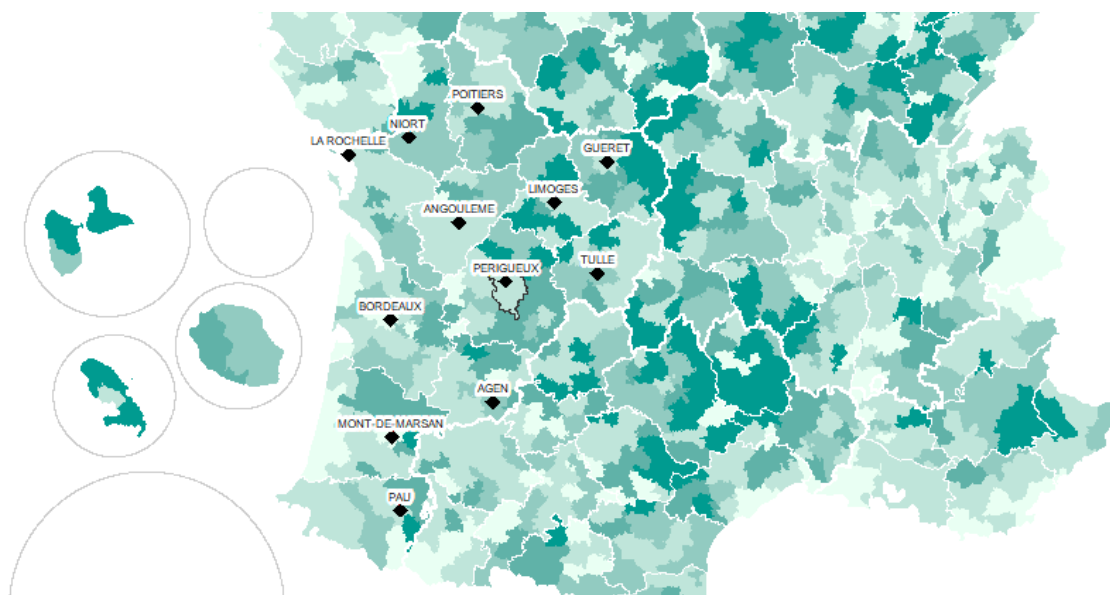 POITIERS
NIORT
LA ROCHELLE
GUERET
LIMOGES
ANGOULEME
TULLE
PERIGUEUX
BORDEAUX
AGEN
MONT-DE-MARSAN
PAU